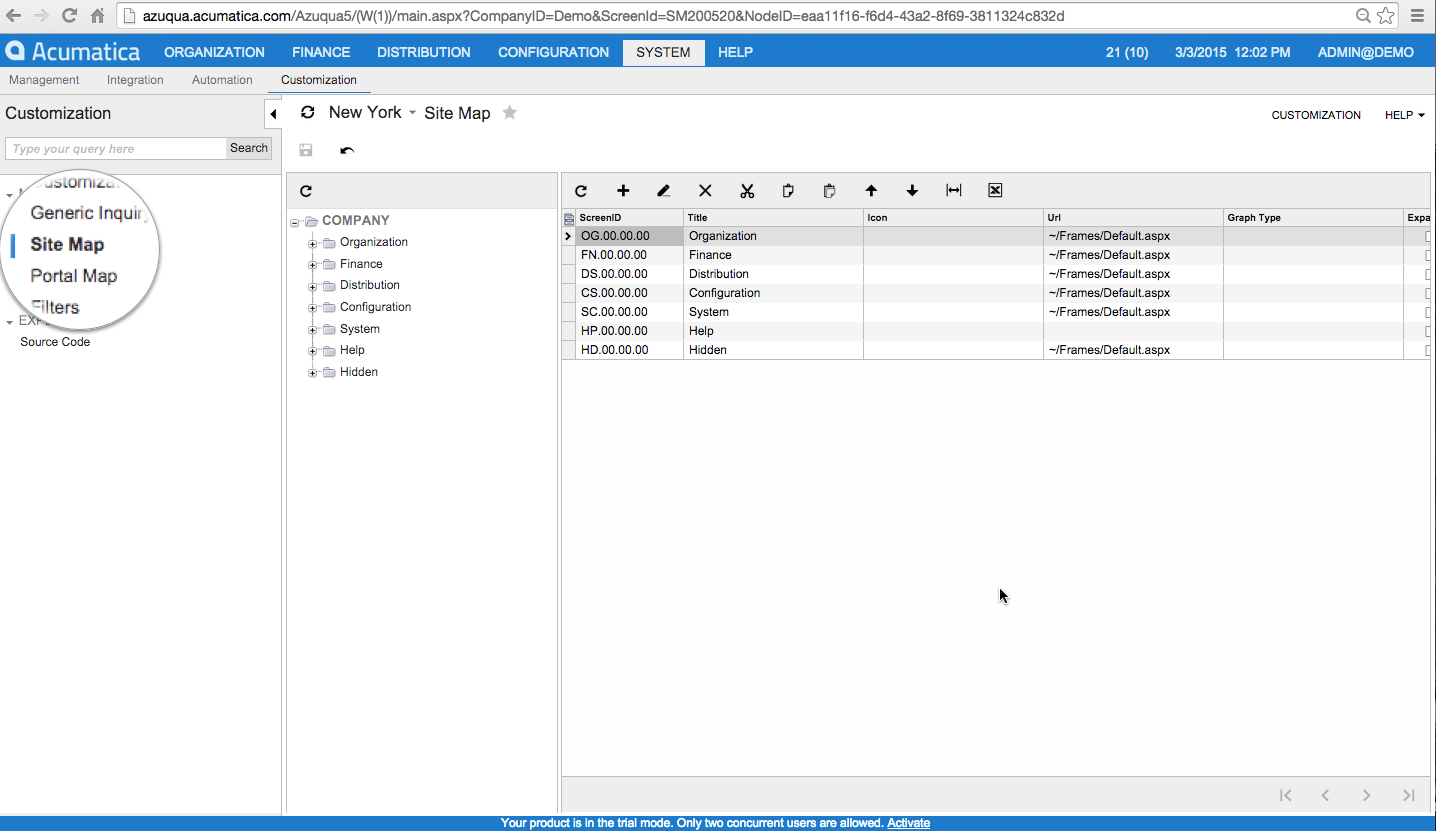 azuqua.acumatica.com/Azuqua5/(W(1))/main.aspx?CompanyID=Demo&ScreenId=SM200520&NodeID=eaa11f16-f6d4-43a2-8f69-3811324c832d
Acumatica ORGANIZATION FINANCE DISTRIBUTION CONFIGURATION SYSTEM HELP 21 (10) 3/3/2015 12:02 PM ADMIN@DEMO
Management Integration Automation Customization
Customization
Type your query here Search
Generic
Site Map
Portal Map
Filters
Source Code
New York Site Map CUSTOMIZATION HELP
COMPANY
Organization
Finance
Distribution
Configuration
System
Help
Hidden
ScreenID Title Icon Url Graph Type Expa
OG.00.00.00 Organization ~/Frames/Default.aspx
FN.00.00.00 Finance ~/Frames/Default.aspx
DS.00.00.00 Distribution ~/Frames/Default.aspx
CS.00.00.00 Configuration ~/Frames/Default.aspx
SC.00.00.00 System ~/Frames/Default.aspx
HP.00.00.00 Help
HD.00.00.00 Hidden ~/Frames/Default.aspx
Your product is in the trial mode. Only two concurrent users are allowed. Activate